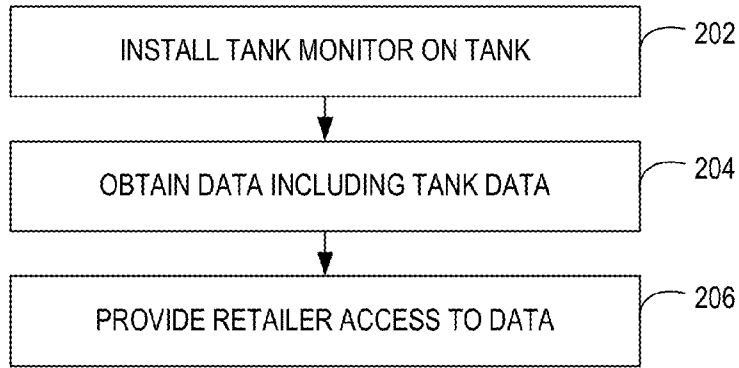 INSTALL TANK MONITOR ON TANK
202
OBTAIN DATA INCLUDING TANK DATA
204
PROVIDE RETAILER ACCESS TO DATA
206